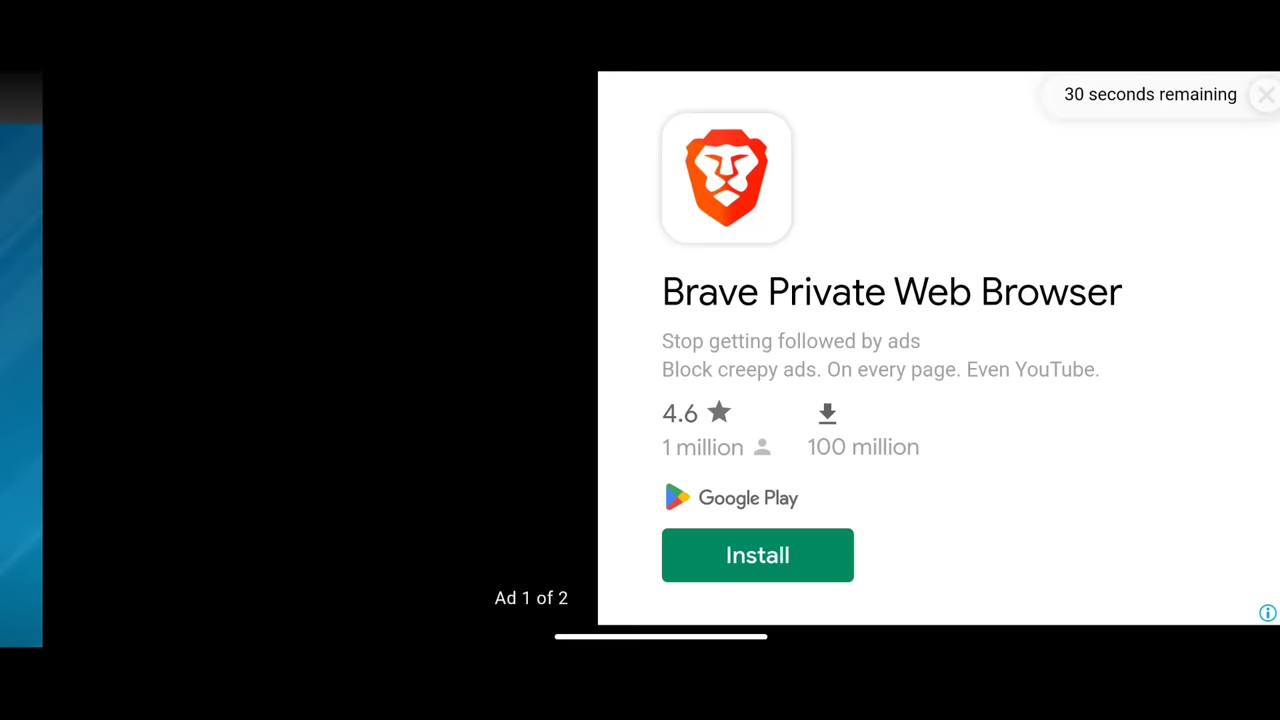 30 seconds remaining
Brave Private Web Browser
Stop getting followed by ads
Block creepy ads. On every page. Even YouTube.
4.6
1 million
100 million
Google Play
Install
Ad 1 of 2